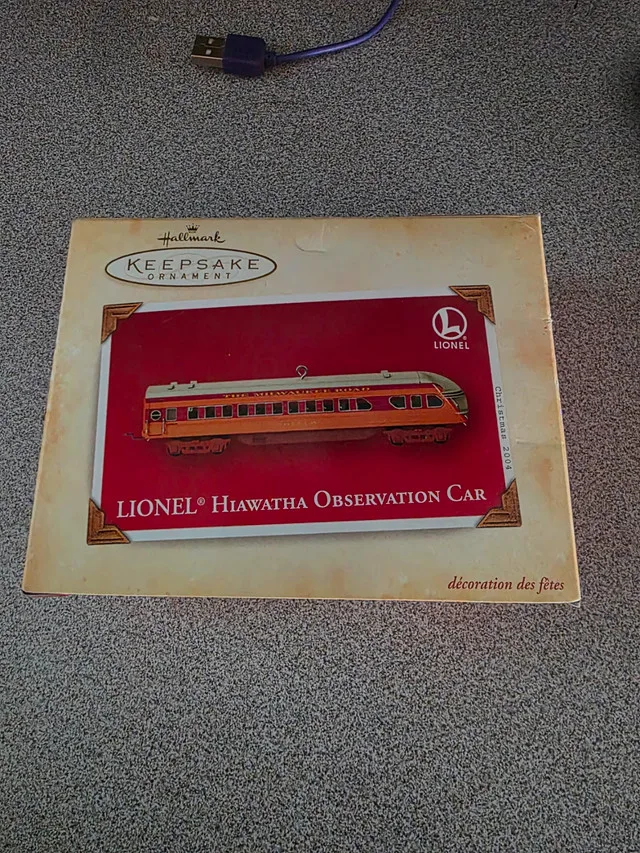 Hallmark
KEEPSAKE
ORNAMENT
LIONEL
THE MILWAUKEE ROAD
Christmas 2004
LIONEL® HIAWATHA OBSERVATION CAR
décoration des fêtes